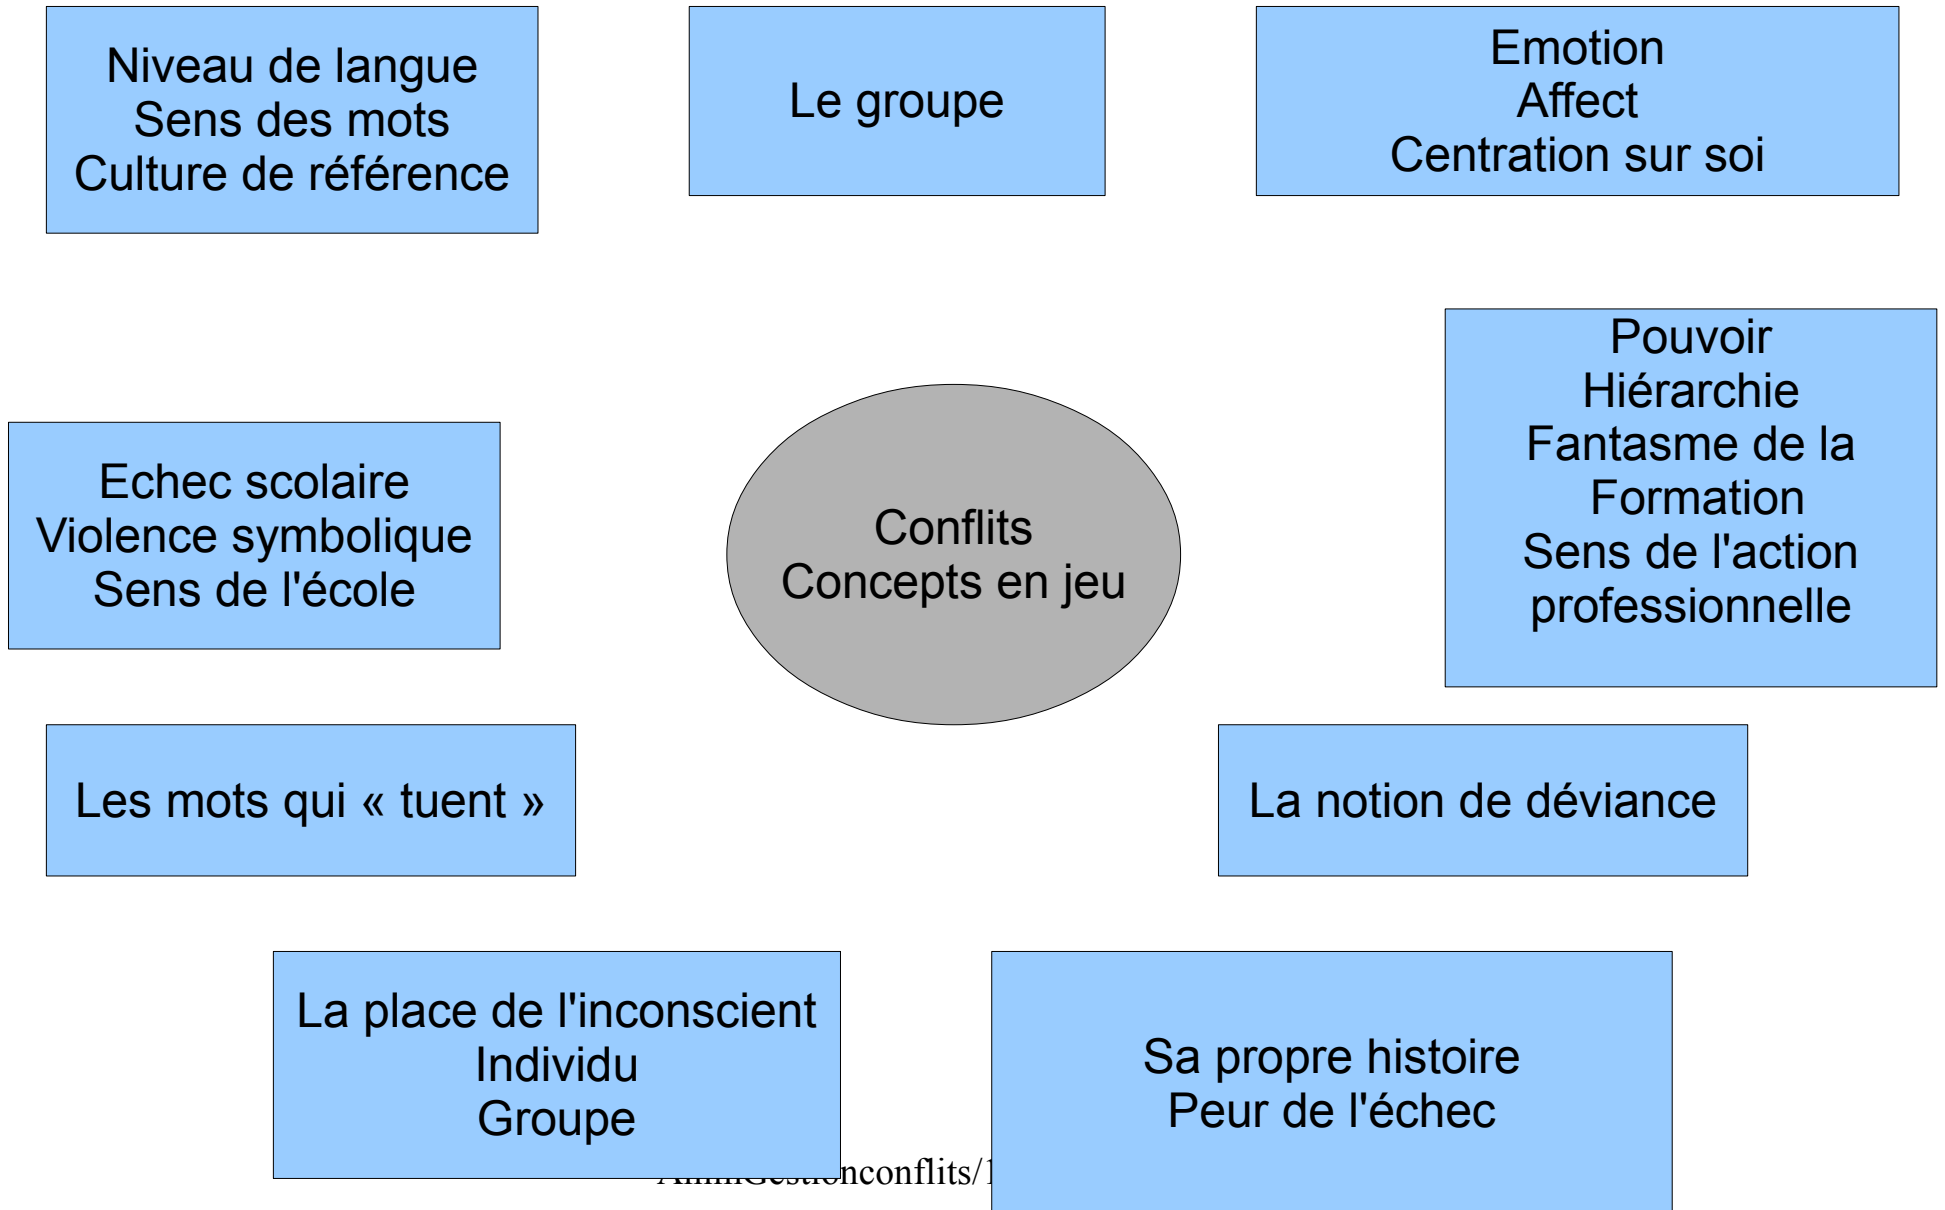 Niveau de langue
Sens des mots
Culture de référence
Le groupe
Emotion
Affect
Centration sur soi
Pouvoir
Hiérarchie
Fantasme de la
Formation
Sens de l'action
professionnelle
Echec scolaire
Violence symbolique
Sens de l'école
Conflits
Concepts en jeu
Les mots qui « tuent »
La notion de déviance
La place de l'inconscient
Individu
Groupe
Sa propre histoire
Peur de l'échec